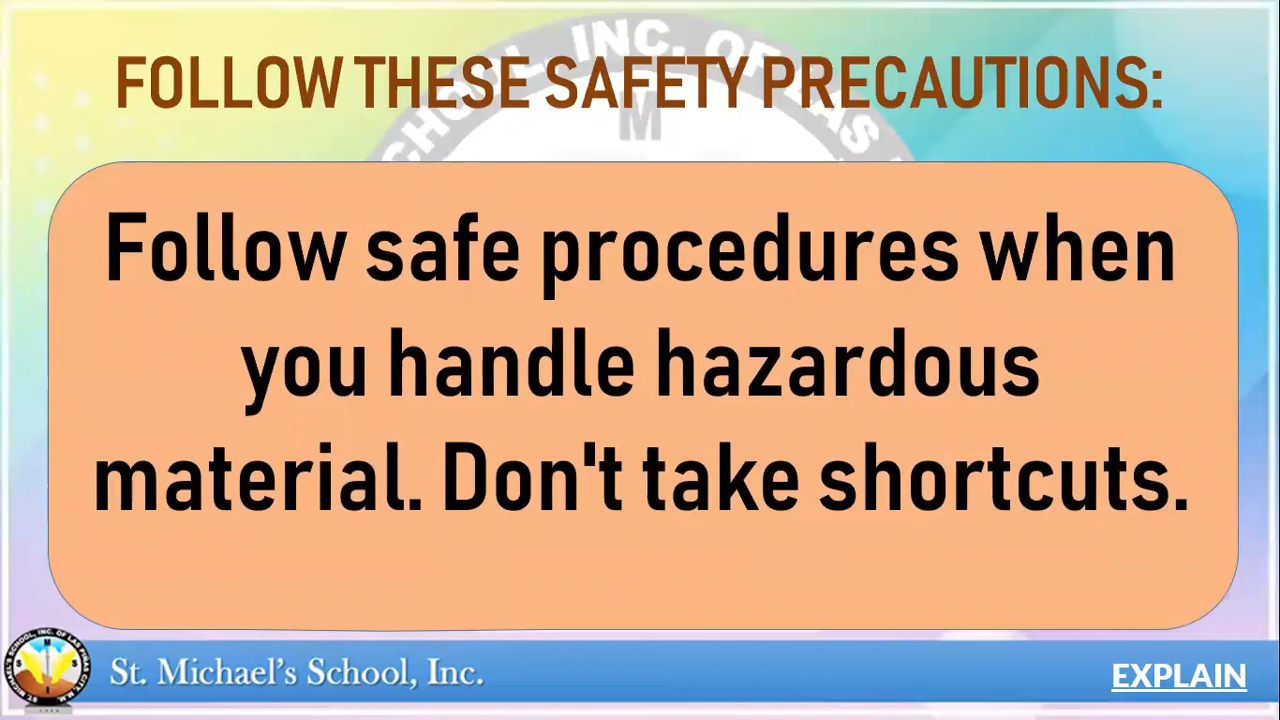 FOLLOW THESE SAFETY PRECAUTIONS:
Follow safe procedures when
you handle hazardous
material. Don't take shortcuts.
St. Michael's School, Inc.
EXPLAIN